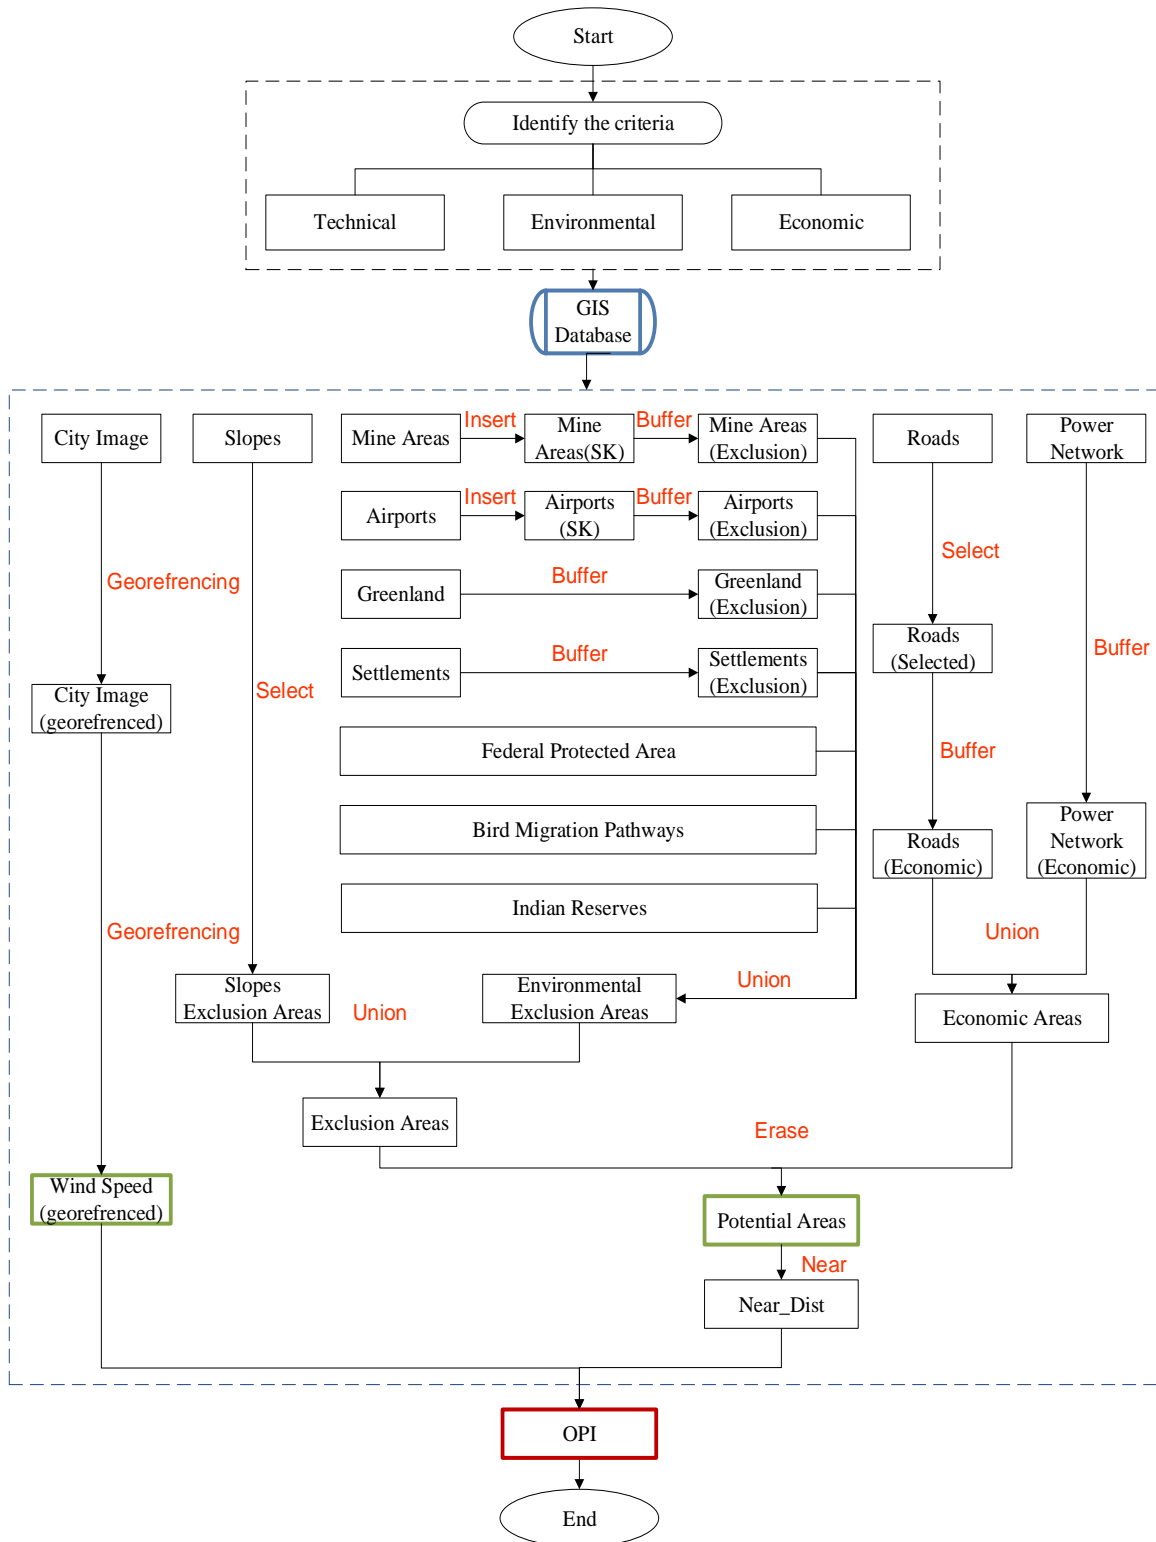 Start
Identify the criteria
Technical
Environmental
Economic
GIS
Database
City Image
Slopes
Mine Areas
Insert
Mine
Areas(SK)
Buffer
Mine Areas
(Exclusion)
Roads
Power
Network
Airports
Insert
Airports
(SK)
Buffer
Airports
(Exclusion)
Select
Georefrencing
Greenland
Buffer
Greenland
(Exclusion)
Roads
(Selected)
Buffer
Settlements
Buffer
Settlements
(Exclusion)
City Image
(georefrenced)
Select
Federal Protected Area
Buffer
Bird Migration Pathways
Roads
(Economic)
Power
Network
(Economic)
Indian Reserves
Georefrencing
Union
Slopes
Exclusion Areas
Union
Environmental
Exclusion Areas
Union
Economic Areas
Exclusion Areas
Erase
Wind Speed
(georefrenced)
Potential Areas
Near
Near_Dist
OPI
End